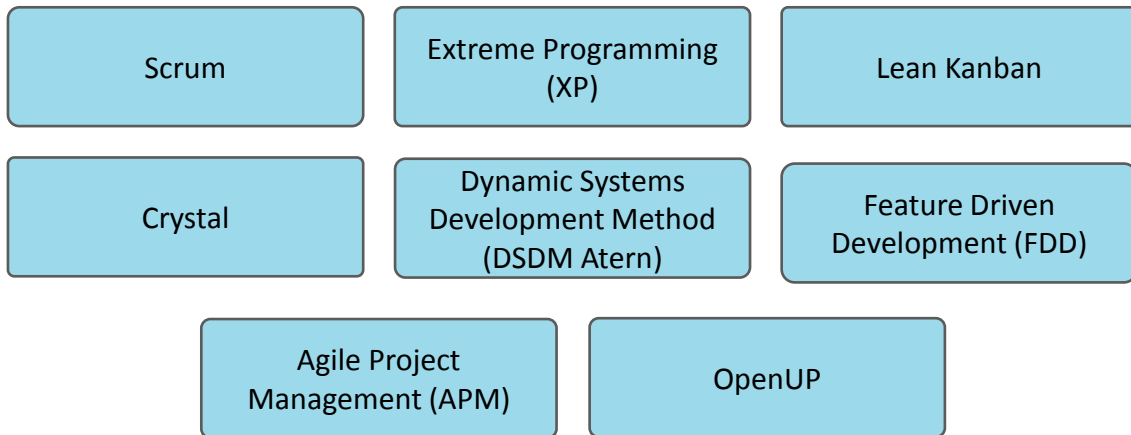 Scrum
Extreme Programming
(XP)
Lean Kanban
Crystal
Dynamic Systems
Development Method
(DSDM Atern)
Feature Driven
Development (FDD)
Agile Project
Management (APM)
OpenUP